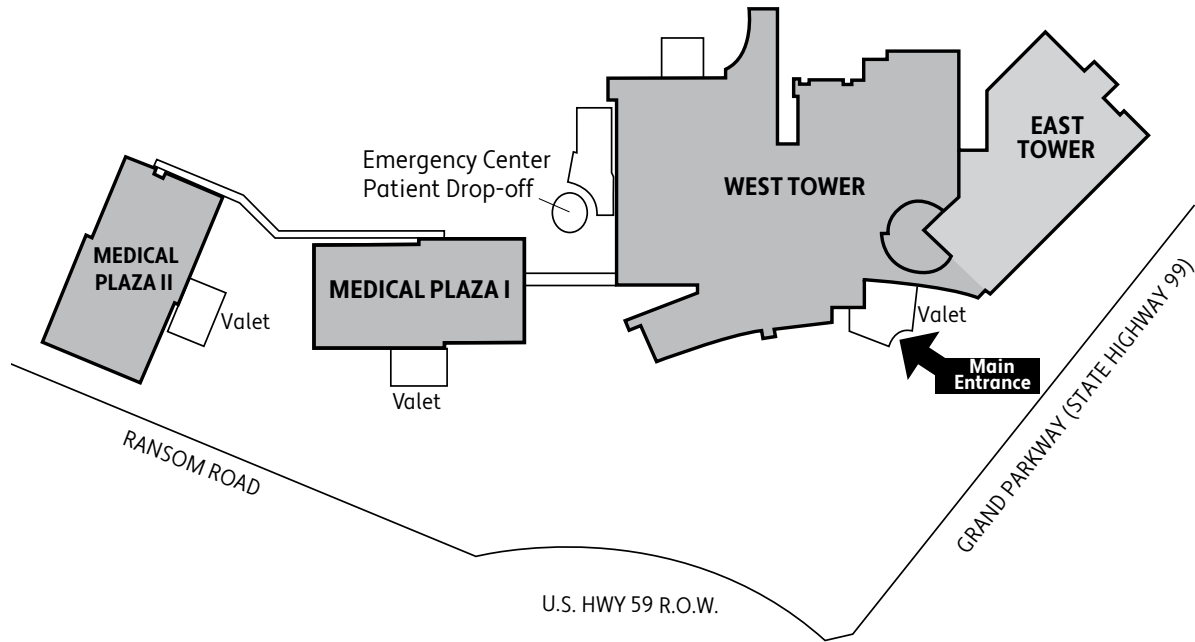 EAST
TOWER
Emergency Center
Patient Drop-off
WEST TOWER
MEDICAL
PLAZA II
MEDICAL PLAZA I
Valet
Valet
Valet
Main
Entrance
RANSOM ROAD
GRAND PARKWAY (STATE HIGHWAY 99)
U.S. HWY 59 R.O.W.